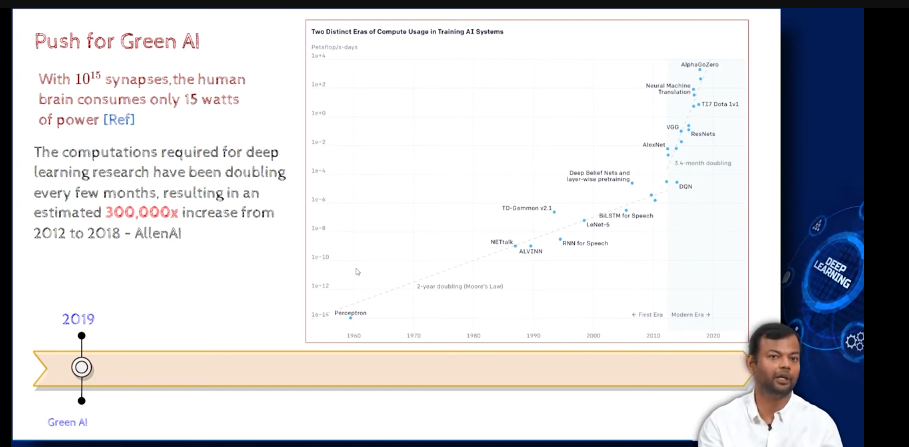 Push for Green AI
With 10¹⁵ synapses,the human
brain consumes only 15 watts
of power [Ref]
The computations required for deep
learning research have been doubling
every few months, resulting in an
estimated 300,000x increase from
2012 to 2018 - AllenAI
Two Distinct Eras of Compute Usage in Training AI Systems
Petaflop/s-days
1e+4
1e+2
1e+0
1e-2
1e-4
1e-6
1e-8
1e-10
1e-12
1e-14
AlphaGoZero
Neural Machine
Translation
TI7 Dota 1v1
VGG
ResNets
AlexNet
3.4-month doubling
Deep Belief Nets and
layer-wise pretraining
DQN
TD-Gammon v2.1
BiLSTM for Speech
LeNet-5
NETtalk
RNN for Speech
ALVINN
2-year doubling (Moore's Law)
Perceptron
← First Era
Modern Era →
1960
1970
1980
1990
2000
2010
2020
2019
Green AI
DEEP
LEARNING